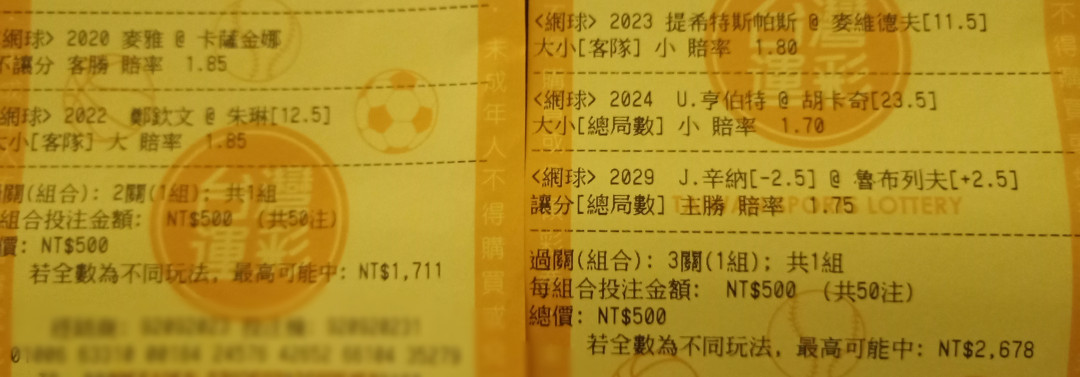 網球> 2020 麥雅 @ 卡薩金娜
不讓分 客勝 賠率 1.85
網球> 2022 鄭欽文 @ 朱琳[12.5]
大小[客隊] 大 賠率 1.85
過關(組合): 2關(1組); 共1組
組合投注金額: NT$500 (共50注)
價: NT$500
若全數為不同玩法, 最高可能中: NT$1,711
未成年人不得購買或
台灣運彩
<網球> 2023 提希特斯帕斯 @ 麥維德夫[11.5]
大小[客隊] 小 賠率 1.80
<網球> 2024 U.亨伯特 @ 胡卡奇[23.5]
大小[總局數] 小 賠率 1.70
<網球> 2029 J.辛納[-2.5] @ 魯布列夫[+2.5]
讓分[總局數] 主勝 賠率 1.75
過關(組合): 3關(1組); 共1組
每組合投注金額: NT$500 (共50注)
總價: NT$500
若全數為不同玩法, 最高可能中: NT$2,678
灣運彩
LOTTERY